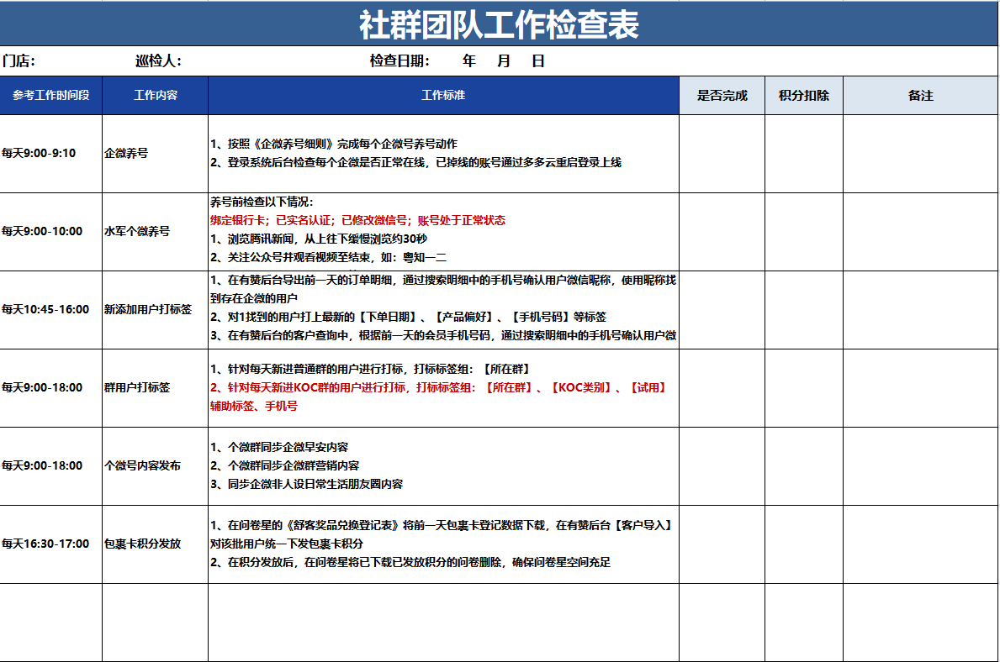 社群团队工作检查表
门店： 巡检人： 检查日期： 年 月 日
参考工作时间段 工作内容 工作标准 是否完成 积分扣除 备注
每天9:00-9:10 企微养号
1、按照《企微养号细则》完成每个企微号养号动作
2、登录系统后台检查每个企微是否正常在线，已掉线的账号通过多多云重启登录上线
每天9:00-10:00 水军个微养号
养号前检查以下情况：
绑定银行卡；已实名认证；已修改微信号；账号处于正常状态
1、浏览腾讯新闻，从上往下缓慢浏览约30秒
2、关注公众号并观看视频至结束，如：粤知一二
每天10:45-16:00 新添加用户打标签
1、在有赞后台导出前一天的订单明细，通过搜索明细中的手机号确认用户微信昵称，使用昵称找
到存在企微的用户
2、对1找到的用户打上最新的【下单日期】、【产品偏好】、【手机号码】等标签
3、在有赞后台的客户查询中，根据前一天的会员手机号码，通过搜索明细中的手机号确认用户微
每天9:00-18:00 群用户打标签
1、针对每天新进普通群的用户进行打标，打标标签组：【所在群】
2、针对每天新进KOC群的用户进行打标，打标标签组：【所在群】、【KOC类别】、【试用】
辅助标签、手机号
每天9:00-18:00 个微号内容发布
1、个微群同步企微早安内容
2、个微群同步企微群营销内容
3、同步企微非人设日常生活朋友圈内容
每天16:30-17:00 包裹卡积分发放
1、在问卷星的《舒客奖品兑换登记表》将前一天包裹卡登记数据下载，在有赞后台【客户导入】
对该批用户统一下发包裹卡积分
2、在积分发放后，在问卷星将已下载已发放积分的问卷删除，确保问卷星空间充足